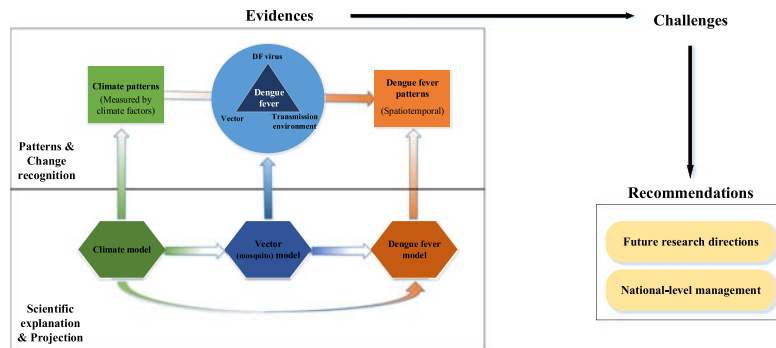 Evidences
Challenges
DF virus
Climate patterns
(Measured by
climate factors)
Dengue
fever
Vector
Transmission
environment
Dengue fever
patterns
(Spatiotemporal)
Patterns &
Change
recognition
Recommendations
Future research directions
National-level management
Climate model
Vector
(mosquito) model
Dengue fever
model
Scientific
explanation
& Projection